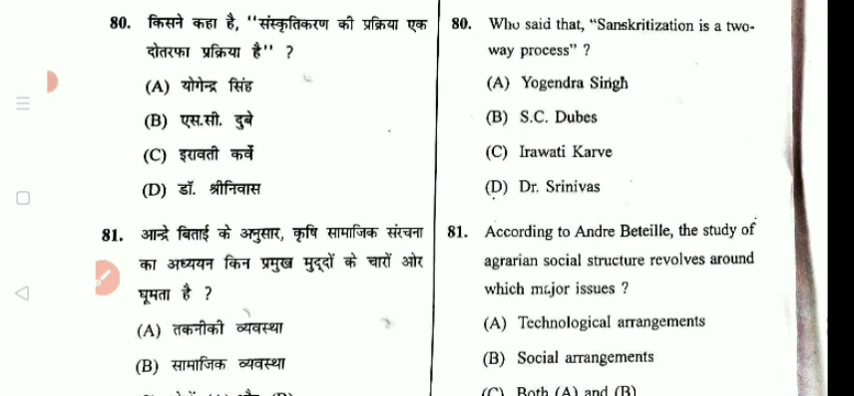 80. किसने कहा है, "संस्कृतिकरण की प्रक्रिया एक
दोतरफा प्रक्रिया है" ?
(A) योगेन्द्र सिंह
(B) एस.सी. दुबे
(C) इरावती कर्वे
(D) डॉ. श्रीनिवास
81. आन्द्रे बिताई के अनुसार, कृषि सामाजिक संरचना
का अध्ययन किन प्रमुख मुद्दों के चारों ओर
घूमता है ?
(A) तकनीकी व्यवस्था
(B) सामाजिक व्यवस्था
80. Who said that, “Sanskritization is a two-
way process” ?
(A) Yogendra Singh
(B) S.C. Dubes
(C) Irawati Karve
(D) Dr. Srinivas
81. According to Andre Beteille, the study of
agrarian social structure revolves around
which major issues ?
(A) Technological arrangements
(B) Social arrangements
(C) Both (A) and (B)